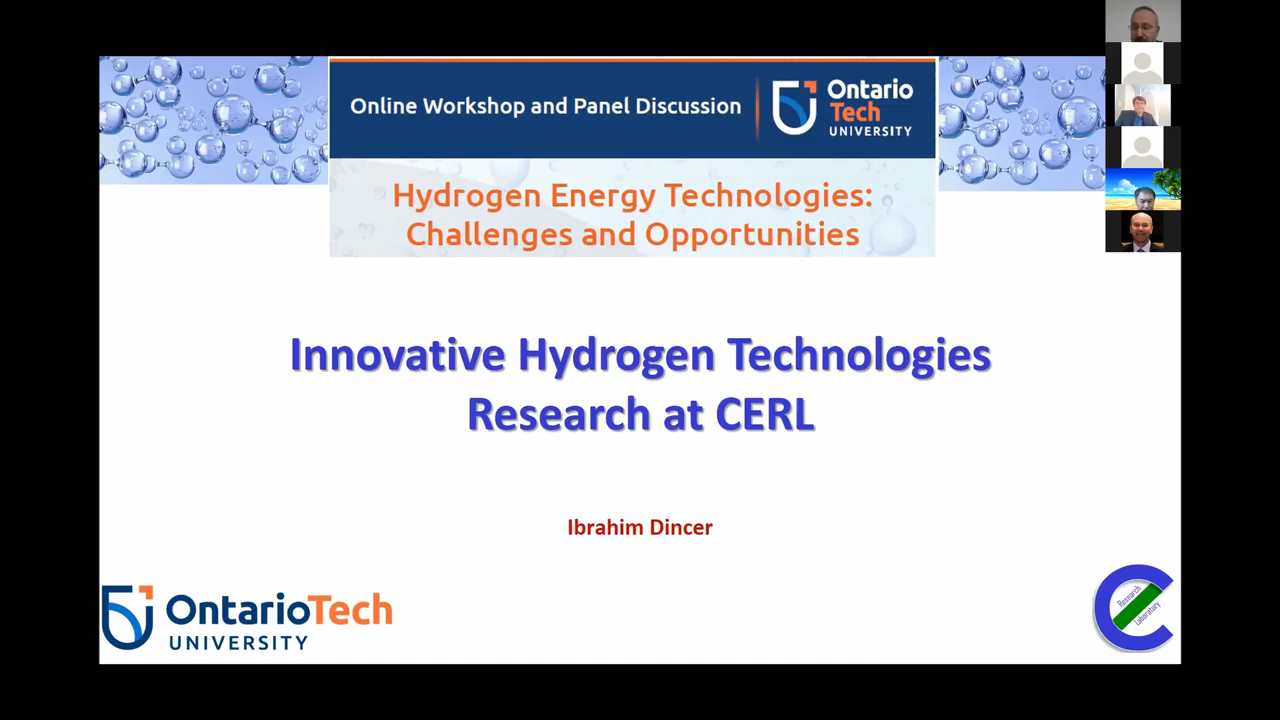 Online Workshop and Panel Discussion
Ontario
Tech
UNIVERSITY
Hydrogen Energy Technologies:
Challenges and Opportunities
Innovative Hydrogen Technologies
Research at CERL
Ibrahim Dincer
OntarioTech
UNIVERSITY
Research
Laboratory